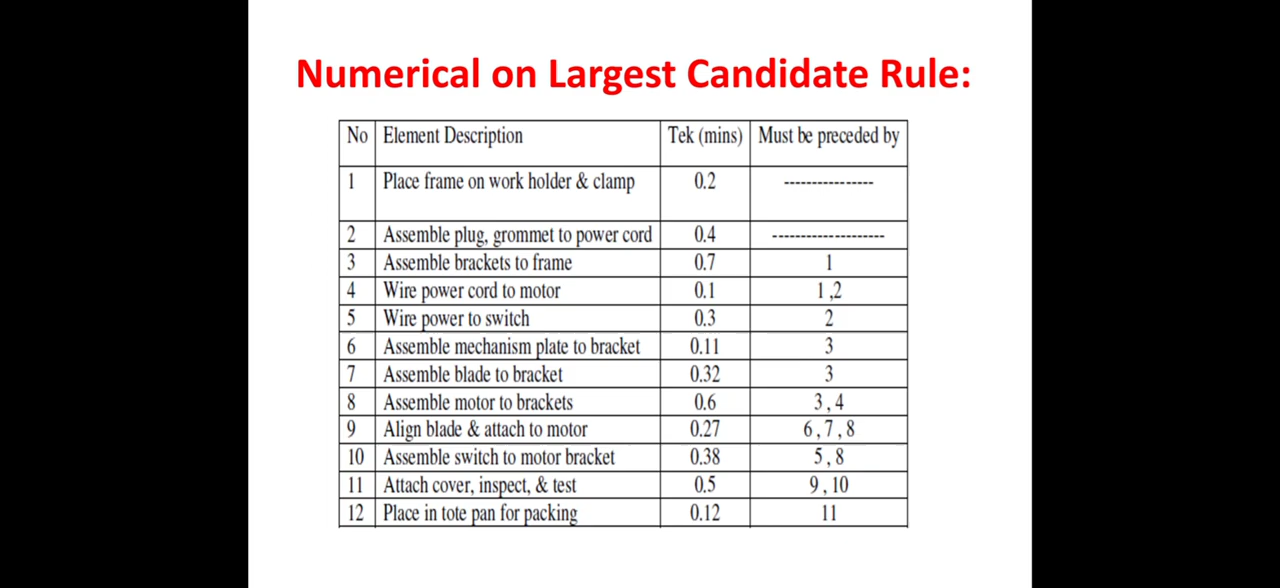 Numerical on Largest Candidate Rule:
No Element Description Tek (mins) Must be preceded by
1 Place frame on work holder & clamp 0.2 ----------------
2 Assemble plug, grommet to power cord 0.4 --------------------
3 Assemble brackets to frame 0.7 1
4 Wire power cord to motor 0.1 1 ,2
5 Wire power to switch 0.3 2
6 Assemble mechanism plate to bracket 0.11 3
7 Assemble blade to bracket 0.32 3
8 Assemble motor to brackets 0.6 3 , 4
9 Align blade & attach to motor 0.27 6 , 7 , 8
10 Assemble switch to motor bracket 0.38 5 , 8
11 Attach cover, inspect, & test 0.5 9 , 10
12 Place in tote pan for packing 0.12 11